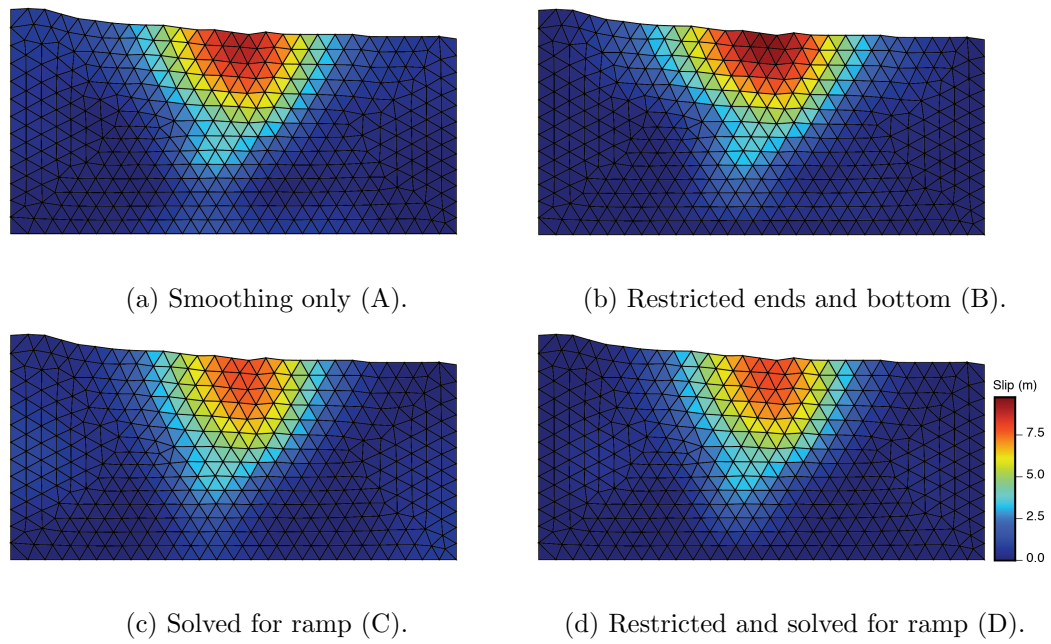 (a) Smoothing only (A).
(b) Restricted ends and bottom (B).
Slip (m)
7.5
5.0
2.5
0.0
(c) Solved for ramp (C).
(d) Restricted and solved for ramp (D).